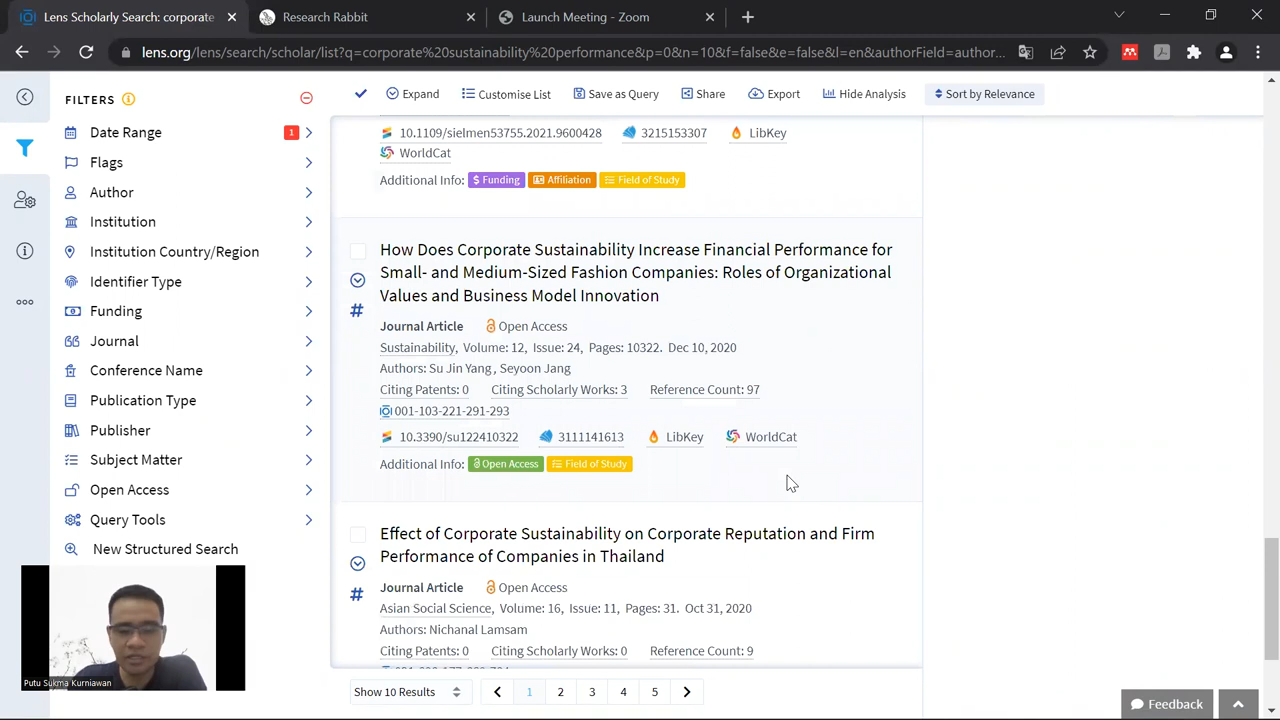 Lens Scholarly Search: corporate
Research Rabbit
Launch Meeting - Zoom
lens.org/lens/search/scholar/list?q=corporate%20sustainability%20performance&p=0&n=10&f=false&e=false&l=en&authorField=author...
FILTERS
Expand
Customise List
Save as Query
Share
Export
Hide Analysis
Sort by Relevance
Date Range
1
Flags
Author
Institution
Institution Country/Region
Identifier Type
Funding
Journal
Conference Name
Publication Type
Publisher
Subject Matter
Open Access
Query Tools
New Structured Search
10.1109/sielmen53755.2021.9600428 3215153307 LibKey
WorldCat
Additional Info: $ Funding Affiliation Field of Study
How Does Corporate Sustainability Increase Financial Performance for
Small- and Medium-Sized Fashion Companies: Roles of Organizational
Values and Business Model Innovation
#
Journal Article Open Access
Sustainability, Volume: 12, Issue: 24, Pages: 10322. Dec 10, 2020
Authors: Su Jin Yang , Seyoon Jang
Citing Patents: 0 Citing Scholarly Works: 3 Reference Count: 97
001-103-221-291-293
10.3390/su122410322 3111141613 LibKey WorldCat
Additional Info: Open Access Field of Study
Effect of Corporate Sustainability on Corporate Reputation and Firm
Performance of Companies in Thailand
#
Journal Article Open Access
Asian Social Science, Volume: 16, Issue: 11, Pages: 31. Oct 31, 2020
Authors: Nichanal Lamsam
Citing Patents: 0 Citing Scholarly Works: 0 Reference Count: 9
Show 10 Results
1 2 3 4 5
Feedback
Putu Sukma Kurniawan